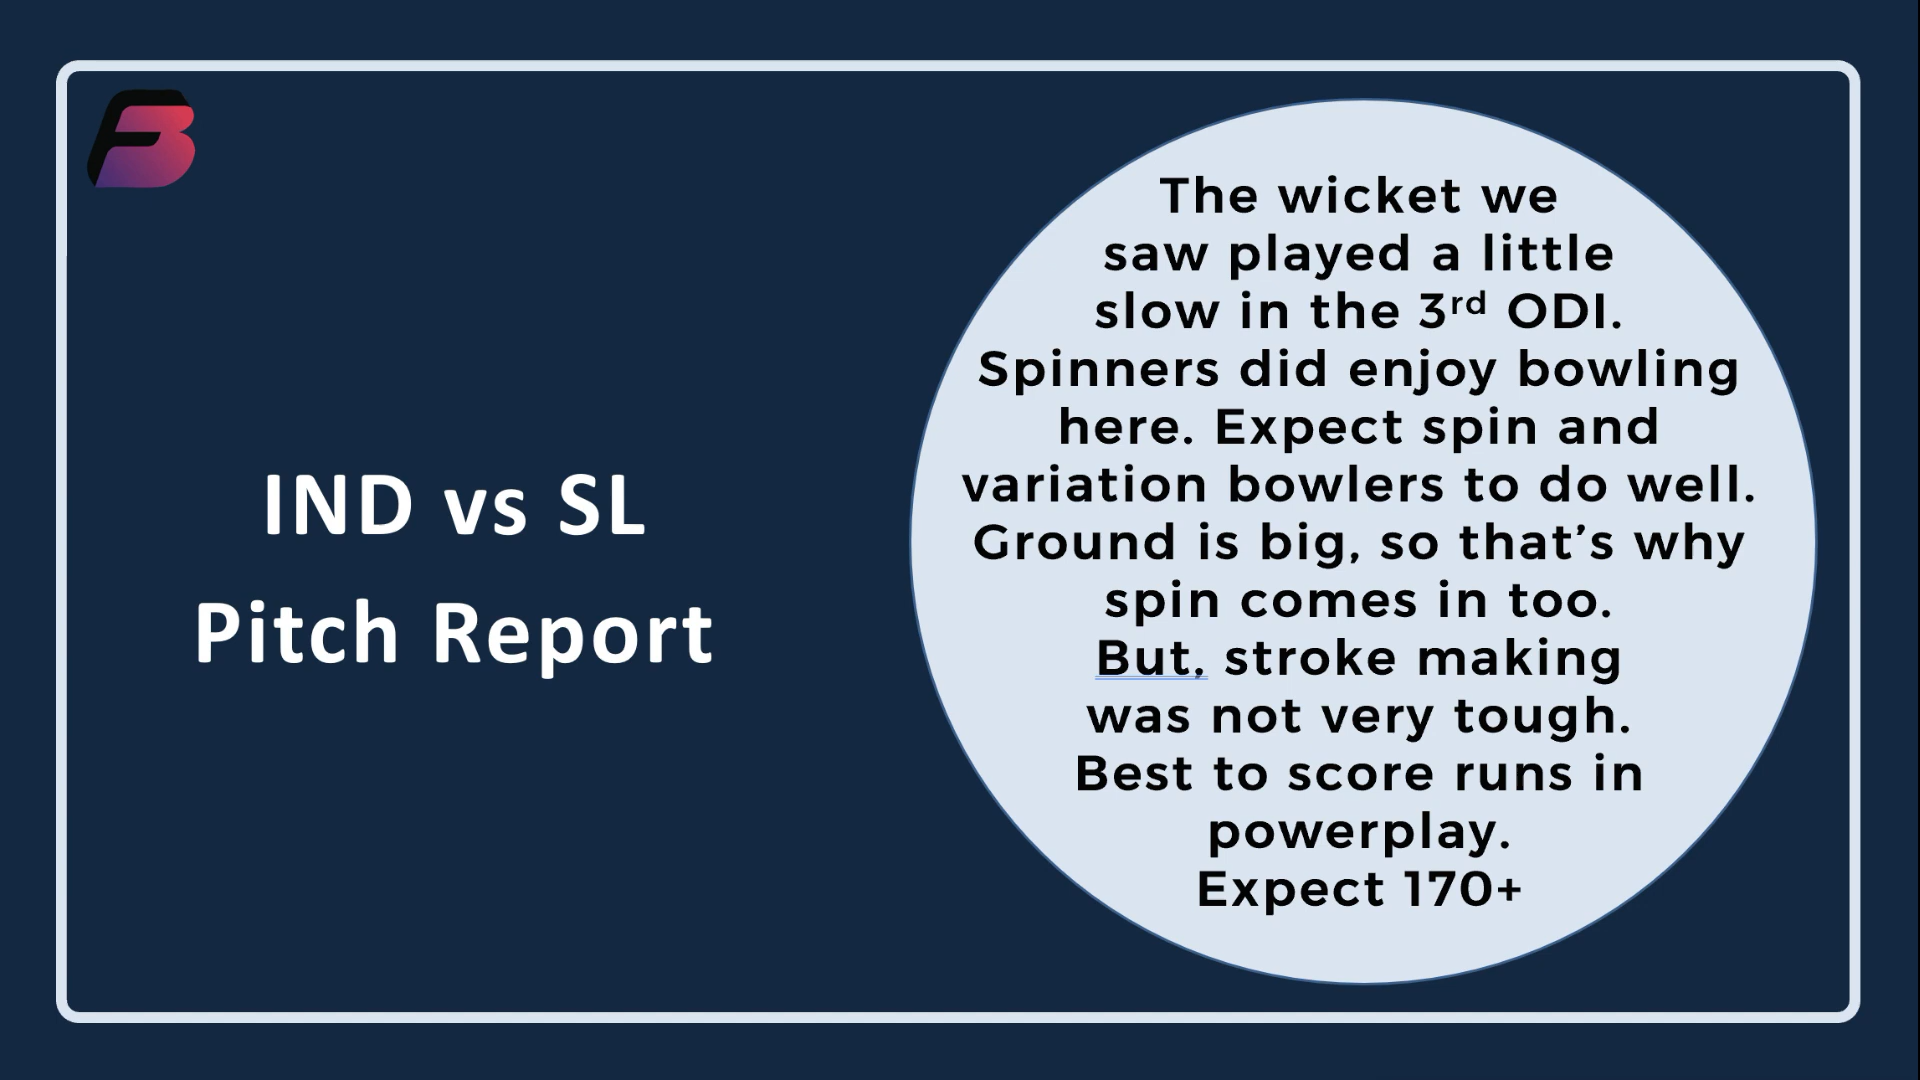 IND vs SL
Pitch Report
The wicket we
saw played a little
slow in the 3rd ODI.
Spinners did enjoy bowling
here. Expect spin and
variation bowlers to do well.
Ground is big, so that’s why
spin comes in too.
But, stroke making
was not very tough.
Best to score runs in
powerplay.
Expect 170+